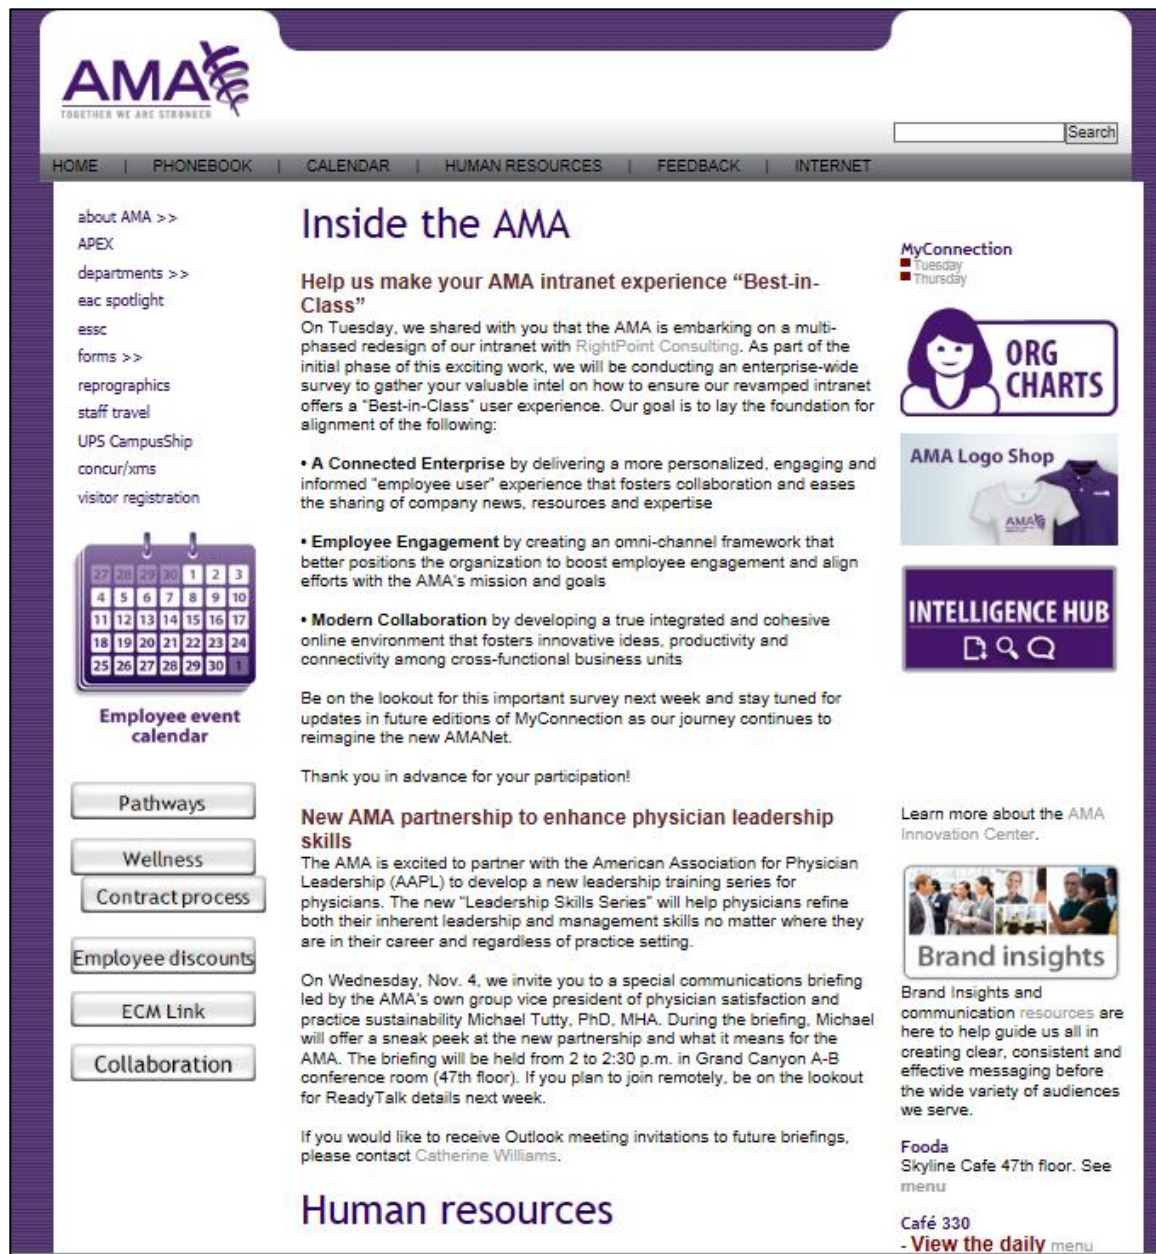 AMA
TOGETHER WE ARE STRONGER
Search
HOME | PHONEBOOK | CALENDAR | HUMAN RESOURCES | FEEDBACK | INTERNET
about AMA >>
APEX
departments >>
eac spotlight
essc
forms >>
reprographics
staff travel
UPS CampusShip
concur/xms
visitor registration
27 28 29 30 1 2 3
4 5 6 7 8 9 10
11 12 13 14 15 16 17
18 19 20 21 22 23 24
25 26 27 28 29 30 1
Employee event
calendar
Pathways
Wellness
Contract process
Employee discounts
ECM Link
Collaboration
Inside the AMA
Help us make your AMA intranet experience “Best-in-
Class”
On Tuesday, we shared with you that the AMA is embarking on a multi-
phased redesign of our intranet with RightPoint Consulting. As part of the
initial phase of this exciting work, we will be conducting an enterprise-wide
survey to gather your valuable intel on how to ensure our revamped intranet
offers a “Best-in-Class” user experience. Our goal is to lay the foundation for
alignment of the following:
• A Connected Enterprise by delivering a more personalized, engaging and
informed “employee user” experience that fosters collaboration and eases
the sharing of company news, resources and expertise
• Employee Engagement by creating an omni-channel framework that
better positions the organization to boost employee engagement and align
efforts with the AMA's mission and goals
• Modern Collaboration by developing a true integrated and cohesive
online environment that fosters innovative ideas, productivity and
connectivity among cross-functional business units
Be on the lookout for this important survey next week and stay tuned for
updates in future editions of MyConnection as our journey continues to
reimagine the new AMANet.
Thank you in advance for your participation!
New AMA partnership to enhance physician leadership
skills
The AMA is excited to partner with the American Association for Physician
Leadership (AAPL) to develop a new leadership training series for
physicians. The new “Leadership Skills Series” will help physicians refine
both their inherent leadership and management skills no matter where they
are in their career and regardless of practice setting.
On Wednesday, Nov. 4, we invite you to a special communications briefing
led by the AMA's own group vice president of physician satisfaction and
practice sustainability Michael Tutty, PhD, MHA. During the briefing, Michael
will offer a sneak peek at the new partnership and what it means for the
AMA. The briefing will be held from 2 to 2:30 p.m. in Grand Canyon A-B
conference room (47th floor). If you plan to join remotely, be on the lookout
for ReadyTalk details next week.
If you would like to receive Outlook meeting invitations to future briefings,
please contact Catherine Williams.
Human resources
MyConnection
Tuesday
Thursday
ORG
CHARTS
AMA Logo Shop
AMA
INTELLIGENCE HUB
Learn more about the AMA
Innovation Center.
Brand insights
Brand Insights and
communication resources are
here to help guide us all in
creating clear, consistent and
effective messaging before
the wide variety of audiences
we serve.
Fooda
Skyline Cafe 47th floor. See
menu
Café 330
- View the daily menu